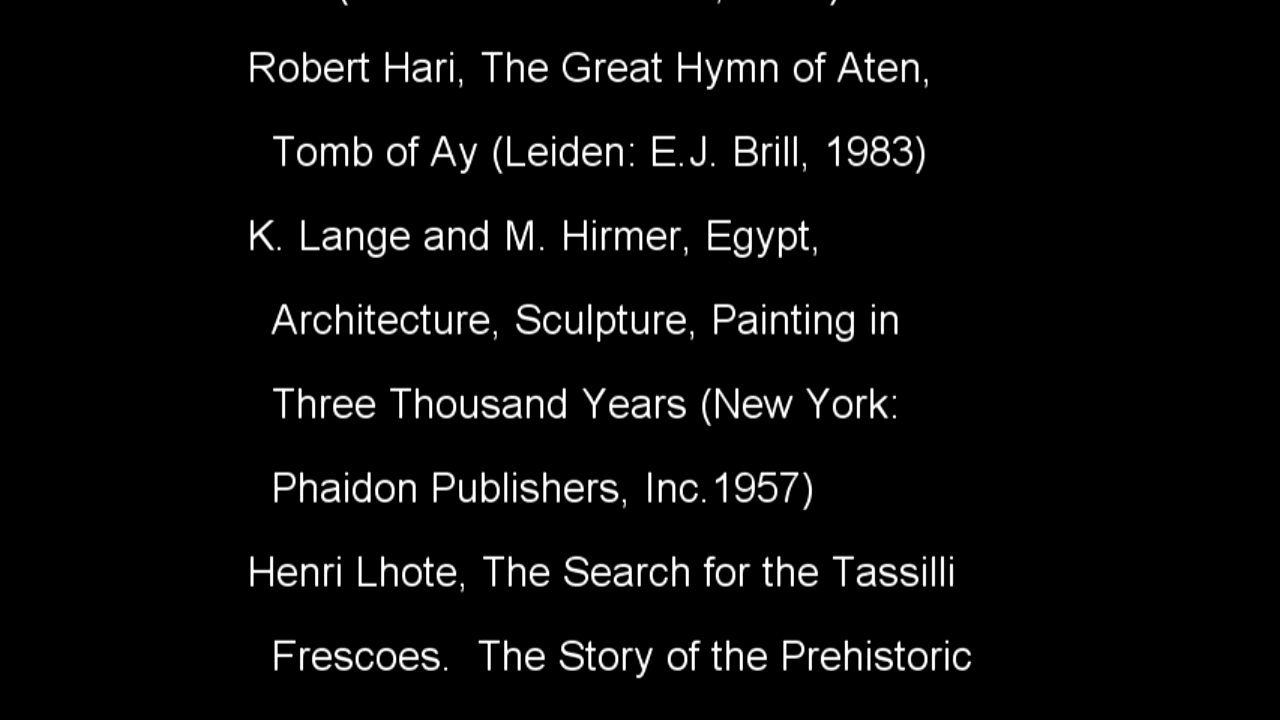 Robert Hari, The Great Hymn of Aten,
Tomb of Ay (Leiden: E.J. Brill, 1983)
K. Lange and M. Hirmer, Egypt,
Architecture, Sculpture, Painting in
Three Thousand Years (New York:
Phaidon Publishers, Inc.1957)
Henri Lhote, The Search for the Tassilli
Frescoes. The Story of the Prehistoric